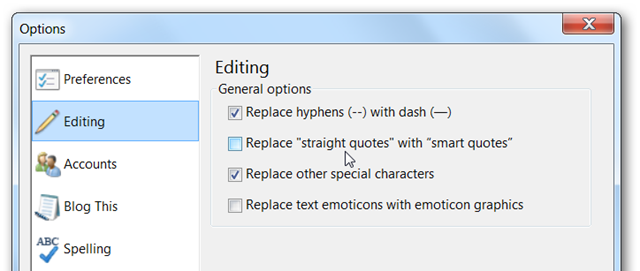 Options
Preferences
Editing
Accounts
Blog This
ABC
Spelling
Editing
General options
Replace hyphens (--) with dash (—)
Replace "straight quotes" with “smart quotes”
Replace other special characters
Replace text emoticons with emoticon graphics